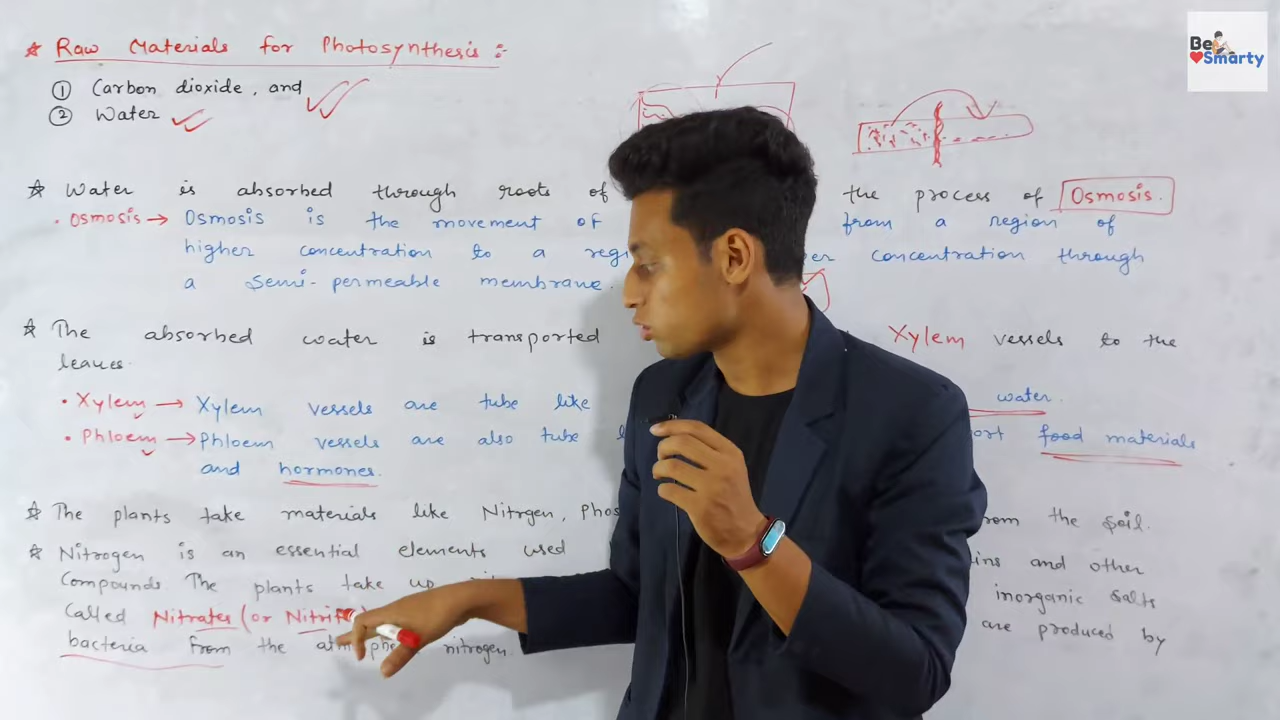 ☆ Raw Materials for Photosynthesis :-
① Carbon dioxide, and
② Water
☆ Water is absorbed through roots of the process of Osmosis.
• Osmosis → Osmosis is the movement of from a region of
higher concentration to a concentration through
a semi-permeable membrane.
☆ The absorbed water is transported Xylem vessels to the
leaves.
• Xylem → Xylem vessels are tube like water.
• Phloem → Phloem vessels are also tube food materials
and hormones.
☆ The plants take materials like Nitrgen, from the soil.
☆ Nitrogen is an essential elements used and other
Compounds The plants take up inorganic salts
Called Nitrates (or are produced by
bacteria from the nitrogen.
Be
Smarty